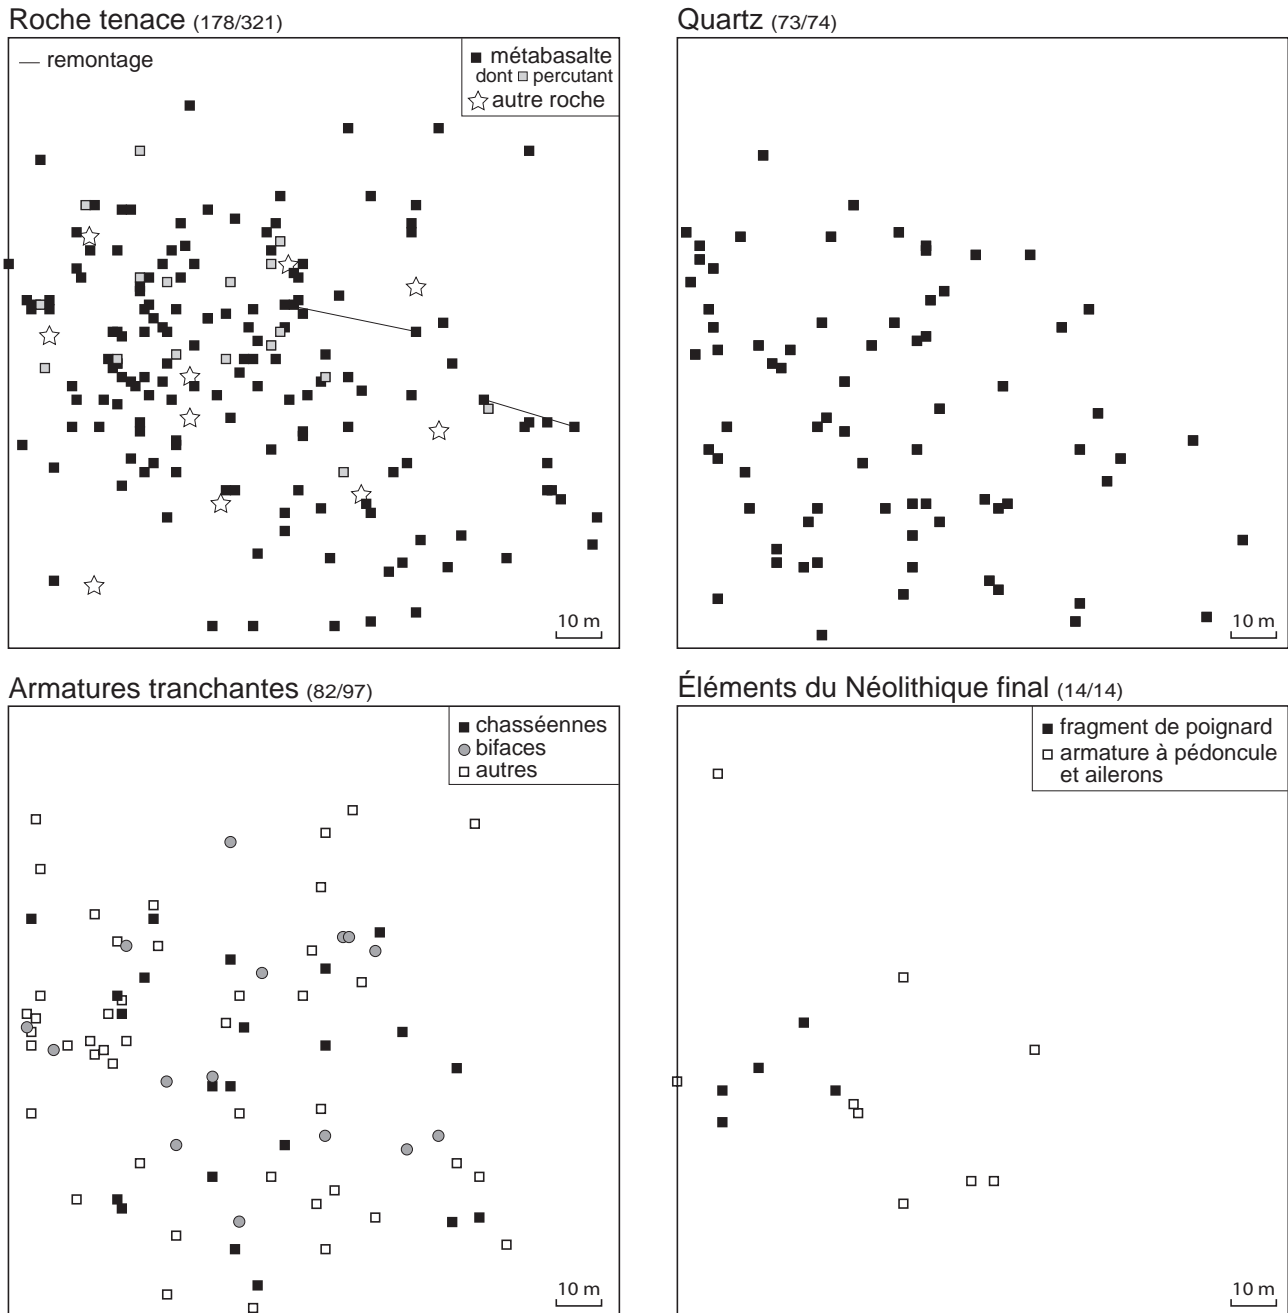 Roche tenace (178/321)
— remontage
métabasalte
dont percutant
autre roche
10 m
Quartz (73/74)
10 m
Armatures tranchantes (82/97)
chasséennes
bifaces
autres
10 m
Éléments du Néolithique final (14/14)
fragment de poignard
armature à pédoncule
et ailerons
10 m